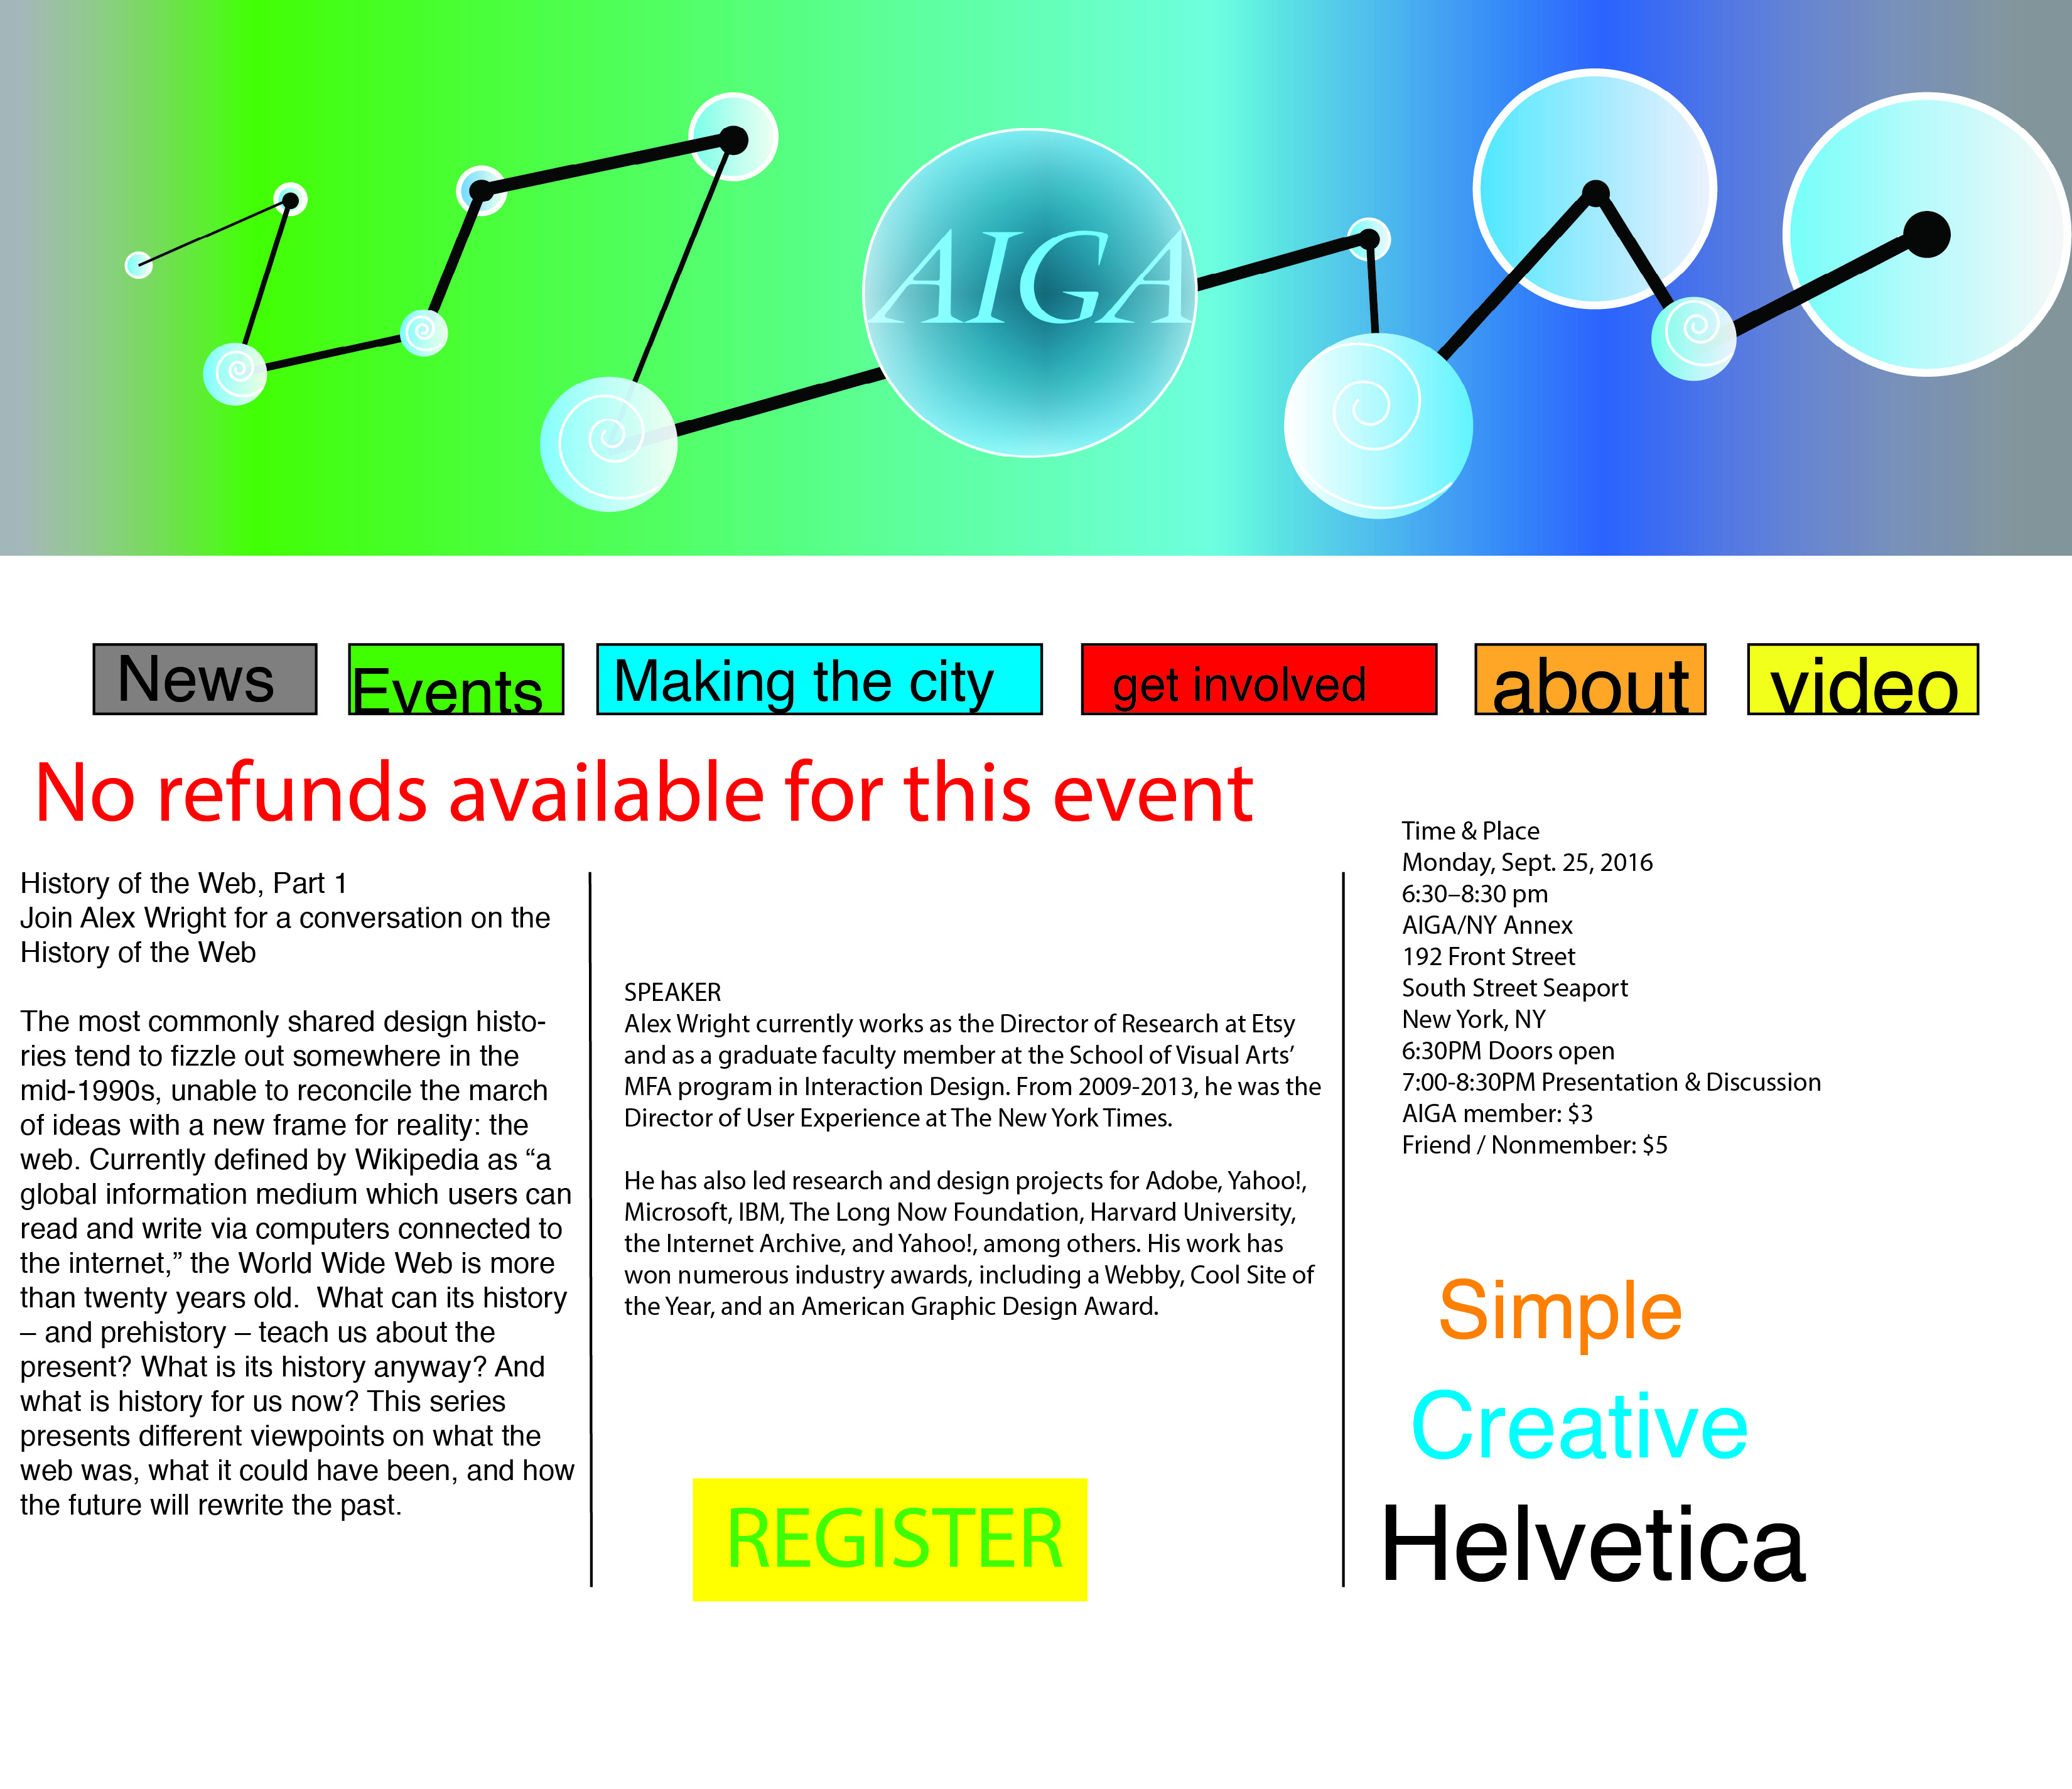 AIGA
News
Events
Making the city
get involved
about
video
No refunds available for this event
History of the Web, Part 1
Join Alex Wright for a conversation on the
History of the Web
The most commonly shared design histo-
ries tend to fizzle out somewhere in the
mid-1990s, unable to reconcile the march
of ideas with a new frame for reality: the
web. Currently defined by Wikipedia as “a
global information medium which users can
read and write via computers connected to
the internet,” the World Wide Web is more
than twenty years old.  What can its history
– and prehistory – teach us about the
present? What is its history anyway? And
what is history for us now? This series
presents different viewpoints on what the
web was, what it could have been, and how
the future will rewrite the past.
SPEAKER
Alex Wright currently works as the Director of Research at Etsy
and as a graduate faculty member at the School of Visual Arts’
MFA program in Interaction Design. From 2009-2013, he was the
Director of User Experience at The New York Times.
He has also led research and design projects for Adobe, Yahoo!,
Microsoft, IBM, The Long Now Foundation, Harvard University,
the Internet Archive, and Yahoo!, among others. His work has
won numerous industry awards, including a Webby, Cool Site of
the Year, and an American Graphic Design Award.
REGISTER
Time & Place
Monday, Sept. 25, 2016
6:30–8:30 pm
AIGA/NY Annex
192 Front Street
South Street Seaport
New York, NY
6:30PM Doors open
7:00-8:30PM Presentation & Discussion
AIGA member: $3
Friend / Nonmember: $5
Simple
Creative
Helvetica